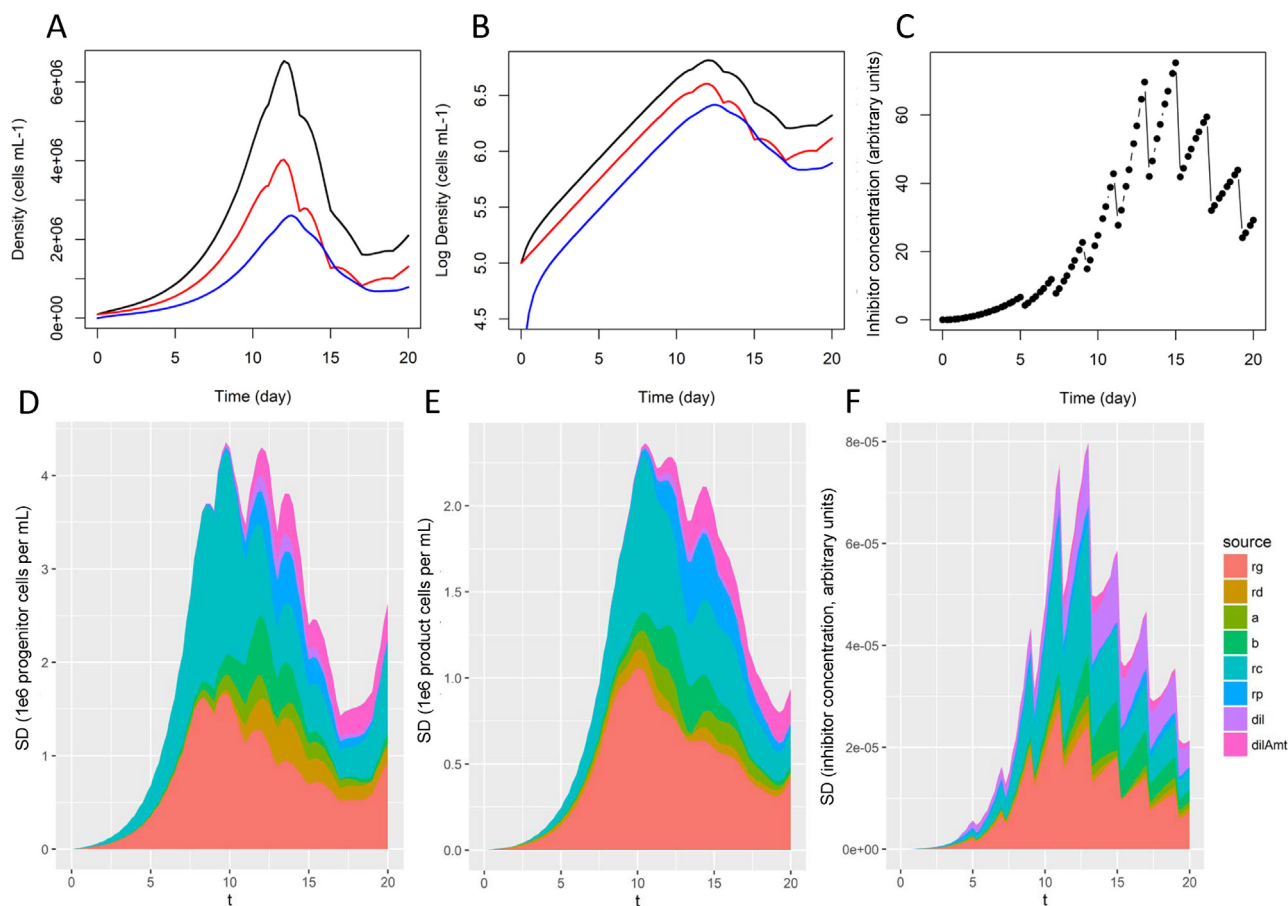 A
B
C
Density (cells mL-1)
0e+00
2e+06
4e+06
6e+06
0
5
10
15
20
Time (day)
Log Density (cells mL-1)
4.5
5.0
5.5
6.0
6.5
0
5
10
15
20
Time (day)
Inhibitor concentration (arbitrary units)
0
20
40
60
0
5
10
15
20
Time (day)
D
E
F
SD (1e6 progenitor cells per mL)
4
3
2
1
0
0
5
10
15
20
t
SD (1e6 product cells per mL)
2.0
1.5
1.0
0.5
0.0
0
5
10
15
20
t
SD (inhibitor concentration, arbitrary units)
8e-05
6e-05
4e-05
2e-05
0e+00
0
5
10
15
20
t
source
rg
rd
a
b
rc
rp
dil
dilAmt